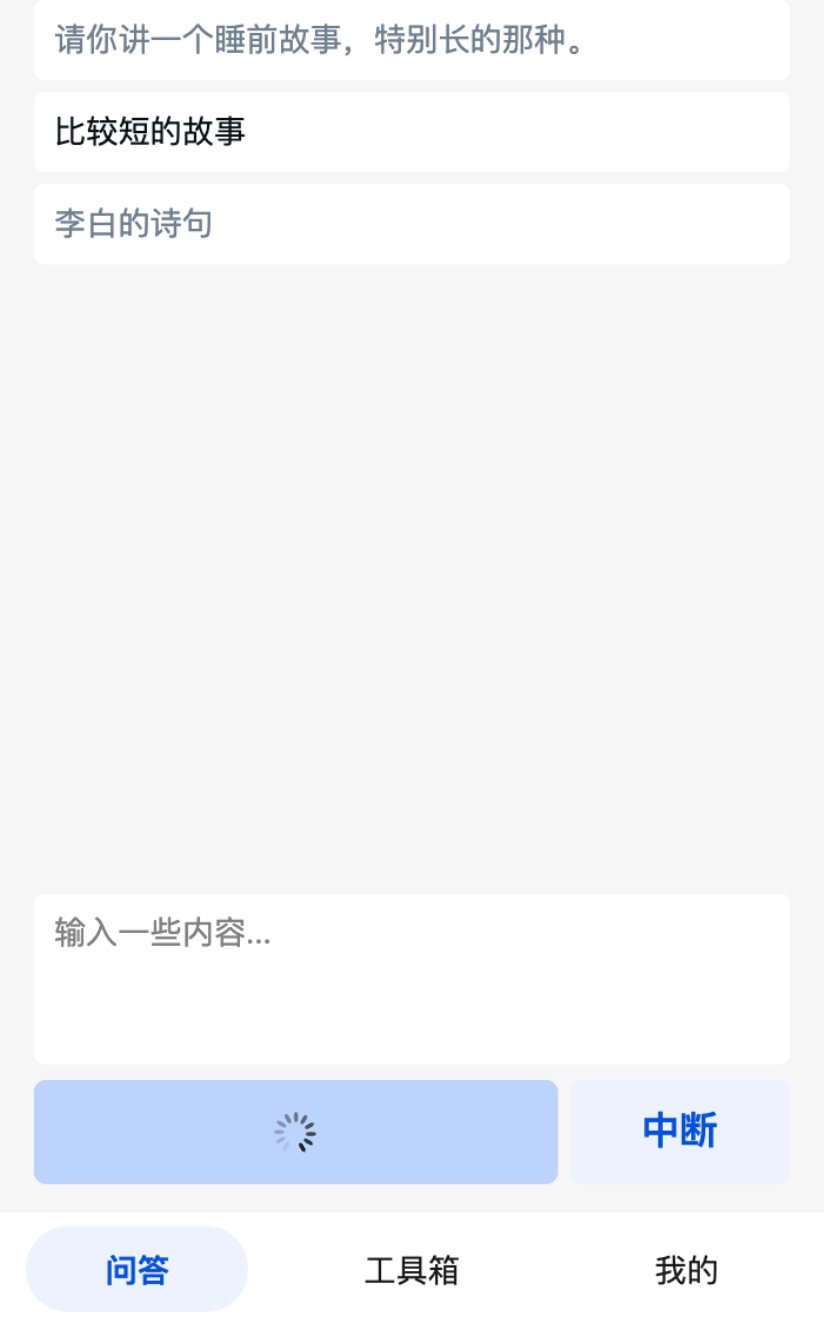 请你讲一个睡前故事，特别长的那种。
比较短的故事
李白的诗句
输入一些内容...
中断
问答
工具箱
我的